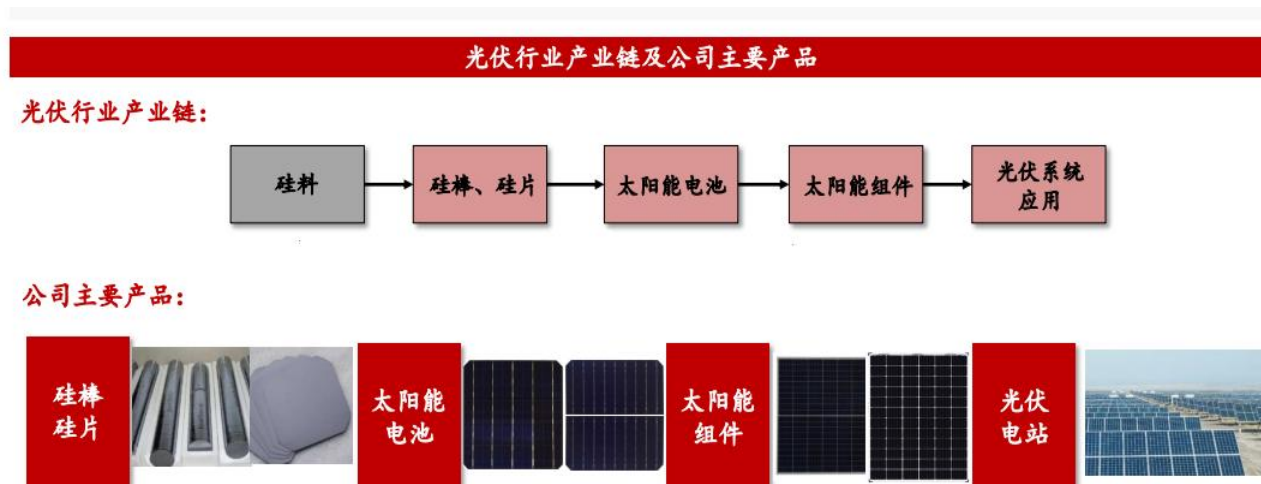 光伏行业产业链及公司主要产品
光伏行业产业链：
硅料
硅棒、硅片
太阳能电池
太阳能组件
光伏系统
应用
公司主要产品：
硅棒
硅片
太阳能
电池
太阳能
组件
光伏
电站